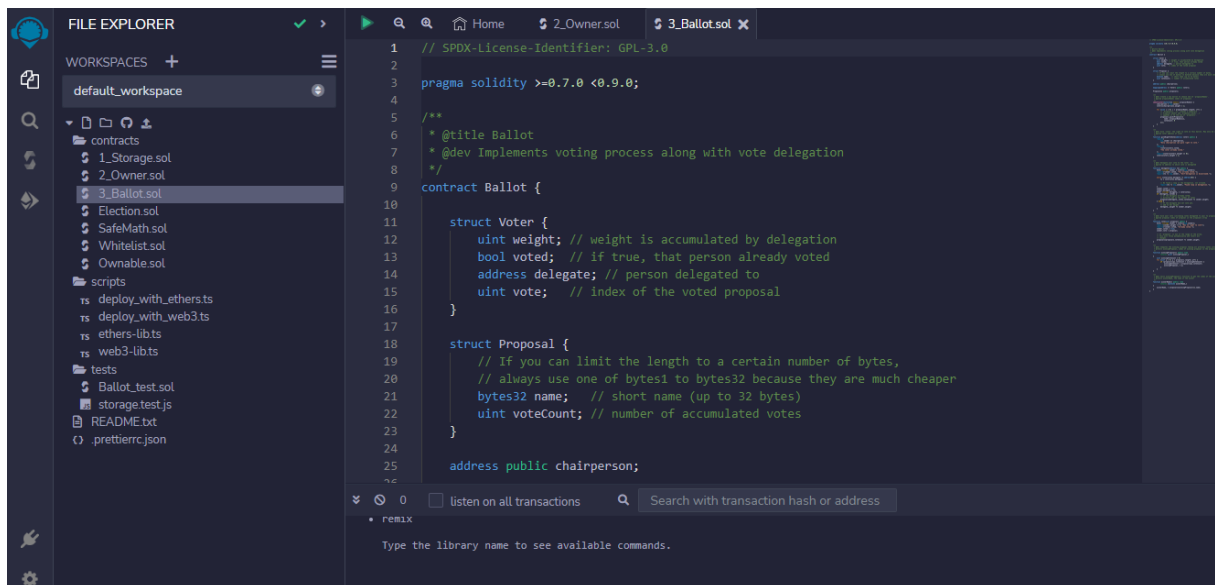 FILE EXPLORER
WORKSPACES
default_workspace
contracts
1_Storage.sol
2_Owner.sol
3_Ballot.sol
Election.sol
SafeMath.sol
Whitelist.sol
Ownable.sol
scripts
TS deploy_with_ethers.ts
TS deploy_with_web3.ts
TS ethers-lib.ts
TS web3-lib.ts
tests
Ballot_test.sol
storage.test.js
README.txt
{} .prettierrc.json
Home 2_Owner.sol 3_Ballot.sol
1 // SPDX-License-Identifier: GPL-3.0
2
3 pragma solidity >=0.7.0 <0.9.0;
4
5 /**
6 * @title Ballot
7 * @dev Implements voting process along with vote delegation
8 */
9 contract Ballot {
10
11 struct Voter {
12 uint weight; // weight is accumulated by delegation
13 bool voted; // if true, that person already voted
14 address delegate; // person delegated to
15 uint vote; // index of the voted proposal
16 }
17
18 struct Proposal {
19 // If you can limit the length to a certain number of bytes,
20 // always use one of bytes1 to bytes32 because they are much cheaper
21 bytes32 name; // short name (up to 32 bytes)
22 uint voteCount; // number of accumulated votes
23 }
24
25 address public chairperson;
26
0 listen on all transactions Search with transaction hash or address
• remix
Type the library name to see available commands.